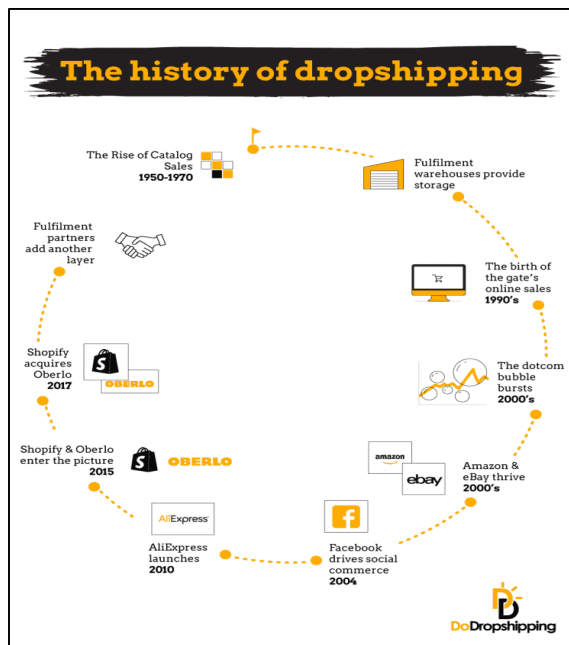 The history of dropshipping
The Rise of Catalog
Sales
1950-1970
Fulfilment
warehouses provide
storage
The birth of
the gate's
online sales
1990's
The dotcom
bubble
bursts
2000's
amazon
ebay
Amazon &
eBay thrive
2000's
Facebook
drives social
commerce
2004
AliExpress
AliExpress
launches
2010
Shopify & Oberlo
enter the picture
2015
OBERLO
Shopify
acquires
Oberlo
2017
OBERLO
Fulfilment
partners
add another
layer
DoDropshipping